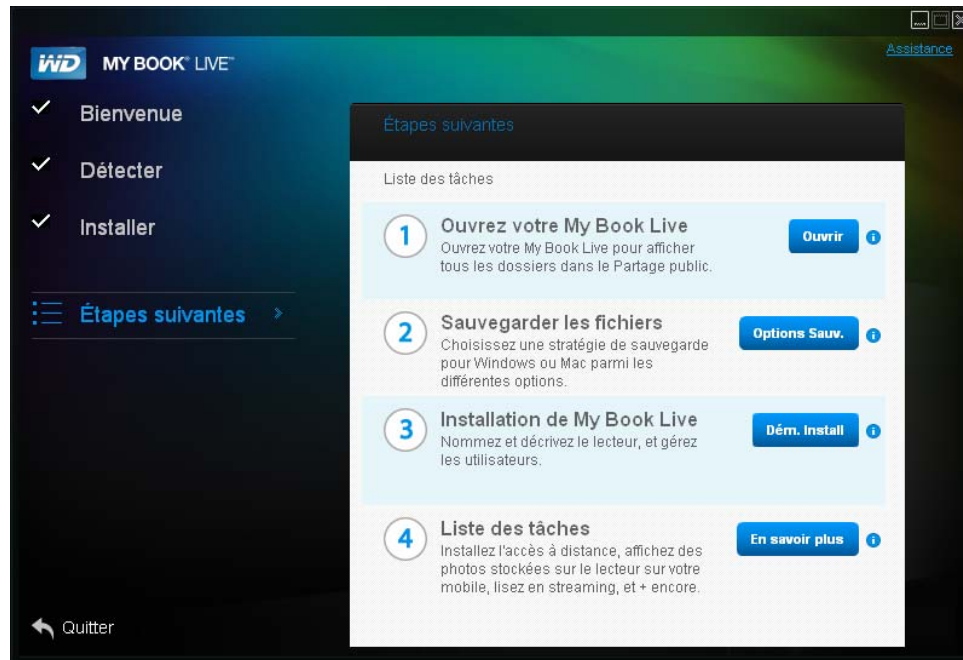 WD MY BOOK® LIVE™
Assistance
Bienvenue
Détecter
Installer
Étapes suivantes
Quitter
Étapes suivantes
Liste des tâches
1
Ouvrez votre My Book Live
Ouvrez votre My Book Live pour afficher
tous les dossiers dans le Partage public.
Ouvrir
2
Sauvegarder les fichiers
Choisissez une stratégie de sauvegarde
pour Windows ou Mac parmi les
différentes options.
Options Sauv.
3
Installation de My Book Live
Nommez et décrivez le lecteur, et gérez
les utilisateurs.
Dém. Install
4
Liste des tâches
Installez l'accès à distance, affichez des
photos stockées sur le lecteur sur votre
mobile, lisez en streaming, et + encore.
En savoir plus